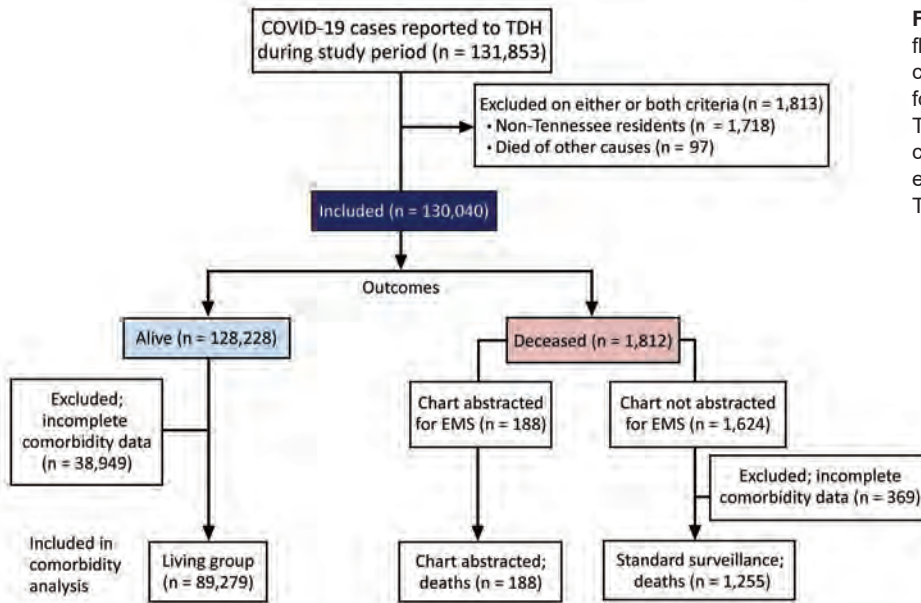 COVID-19 cases reported to TDH
during study period (n = 131,853)
Excluded on either or both criteria (n = 1,813)
• Non-Tennessee residents (n = 1,718)
• Died of other causes (n = 97)
Included (n = 130,040)
Outcomes
Alive (n = 128,228)
Deceased (n = 1,812)
Excluded;
incomplete
comorbidity data
(n = 38,949)
Chart abstracted
for EMS (n = 188)
Chart not abstracted
for EMS (n = 1,624)
Excluded; incomplete
comorbidity data (n = 369)
Included in
comorbidity
analysis
Living group
(n = 89,279)
Chart abstracted;
deaths (n = 188)
Standard surveillance;
deaths (n = 1,255)